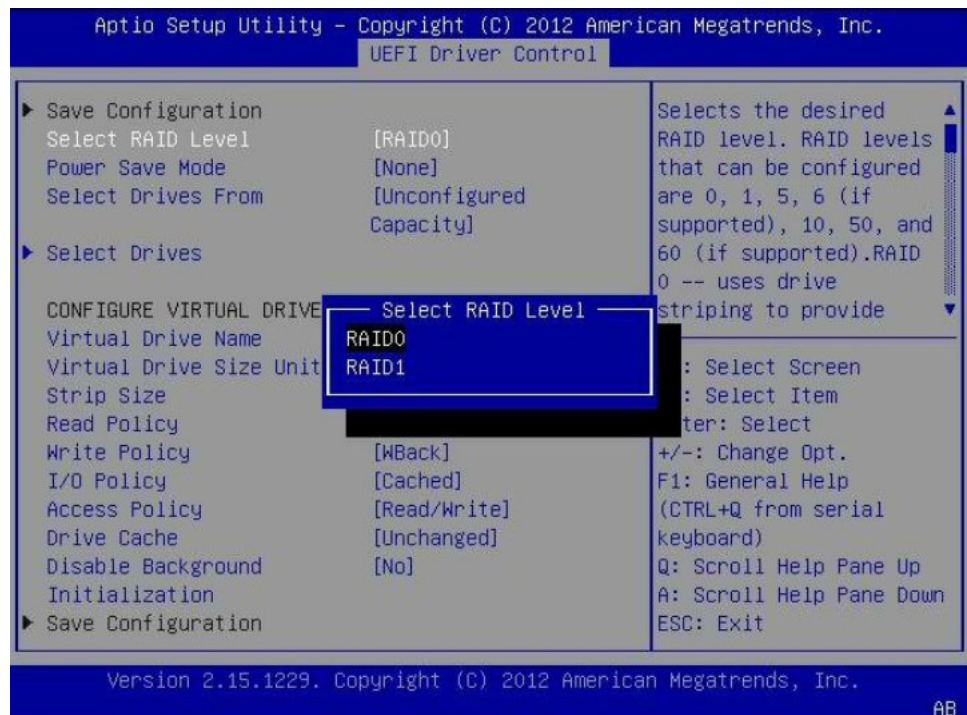 Aptio Setup Utility – Copyright (C) 2012 American Megatrends, Inc.
UEFI Driver Control
Save Configuration
Select RAID Level [RAID0]
Power Save Mode [None]
Select Drives From [Unconfigured
Capacity]
Select Drives
CONFIGURE VIRTUAL DRIVE
Virtual Drive Name
Virtual Drive Size Unit
Strip Size
Read Policy
Write Policy [WBack]
I/O Policy [Cached]
Access Policy [Read/Write]
Drive Cache [Unchanged]
Disable Background [No]
Initialization
Save Configuration
Select RAID Level
RAID0
RAID1
Selects the desired
RAID level. RAID levels
that can be configured
are 0, 1, 5, 6 (if
supported), 10, 50, and
60 (if supported).RAID
0 -- uses drive
striping to provide
: Select Screen
: Select Item
ter: Select
+/-: Change Opt.
F1: General Help
(CTRL+Q from serial
keyboard)
Q: Scroll Help Pane Up
A: Scroll Help Pane Down
ESC: Exit
Version 2.15.1229. Copyright (C) 2012 American Megatrends, Inc.
AB